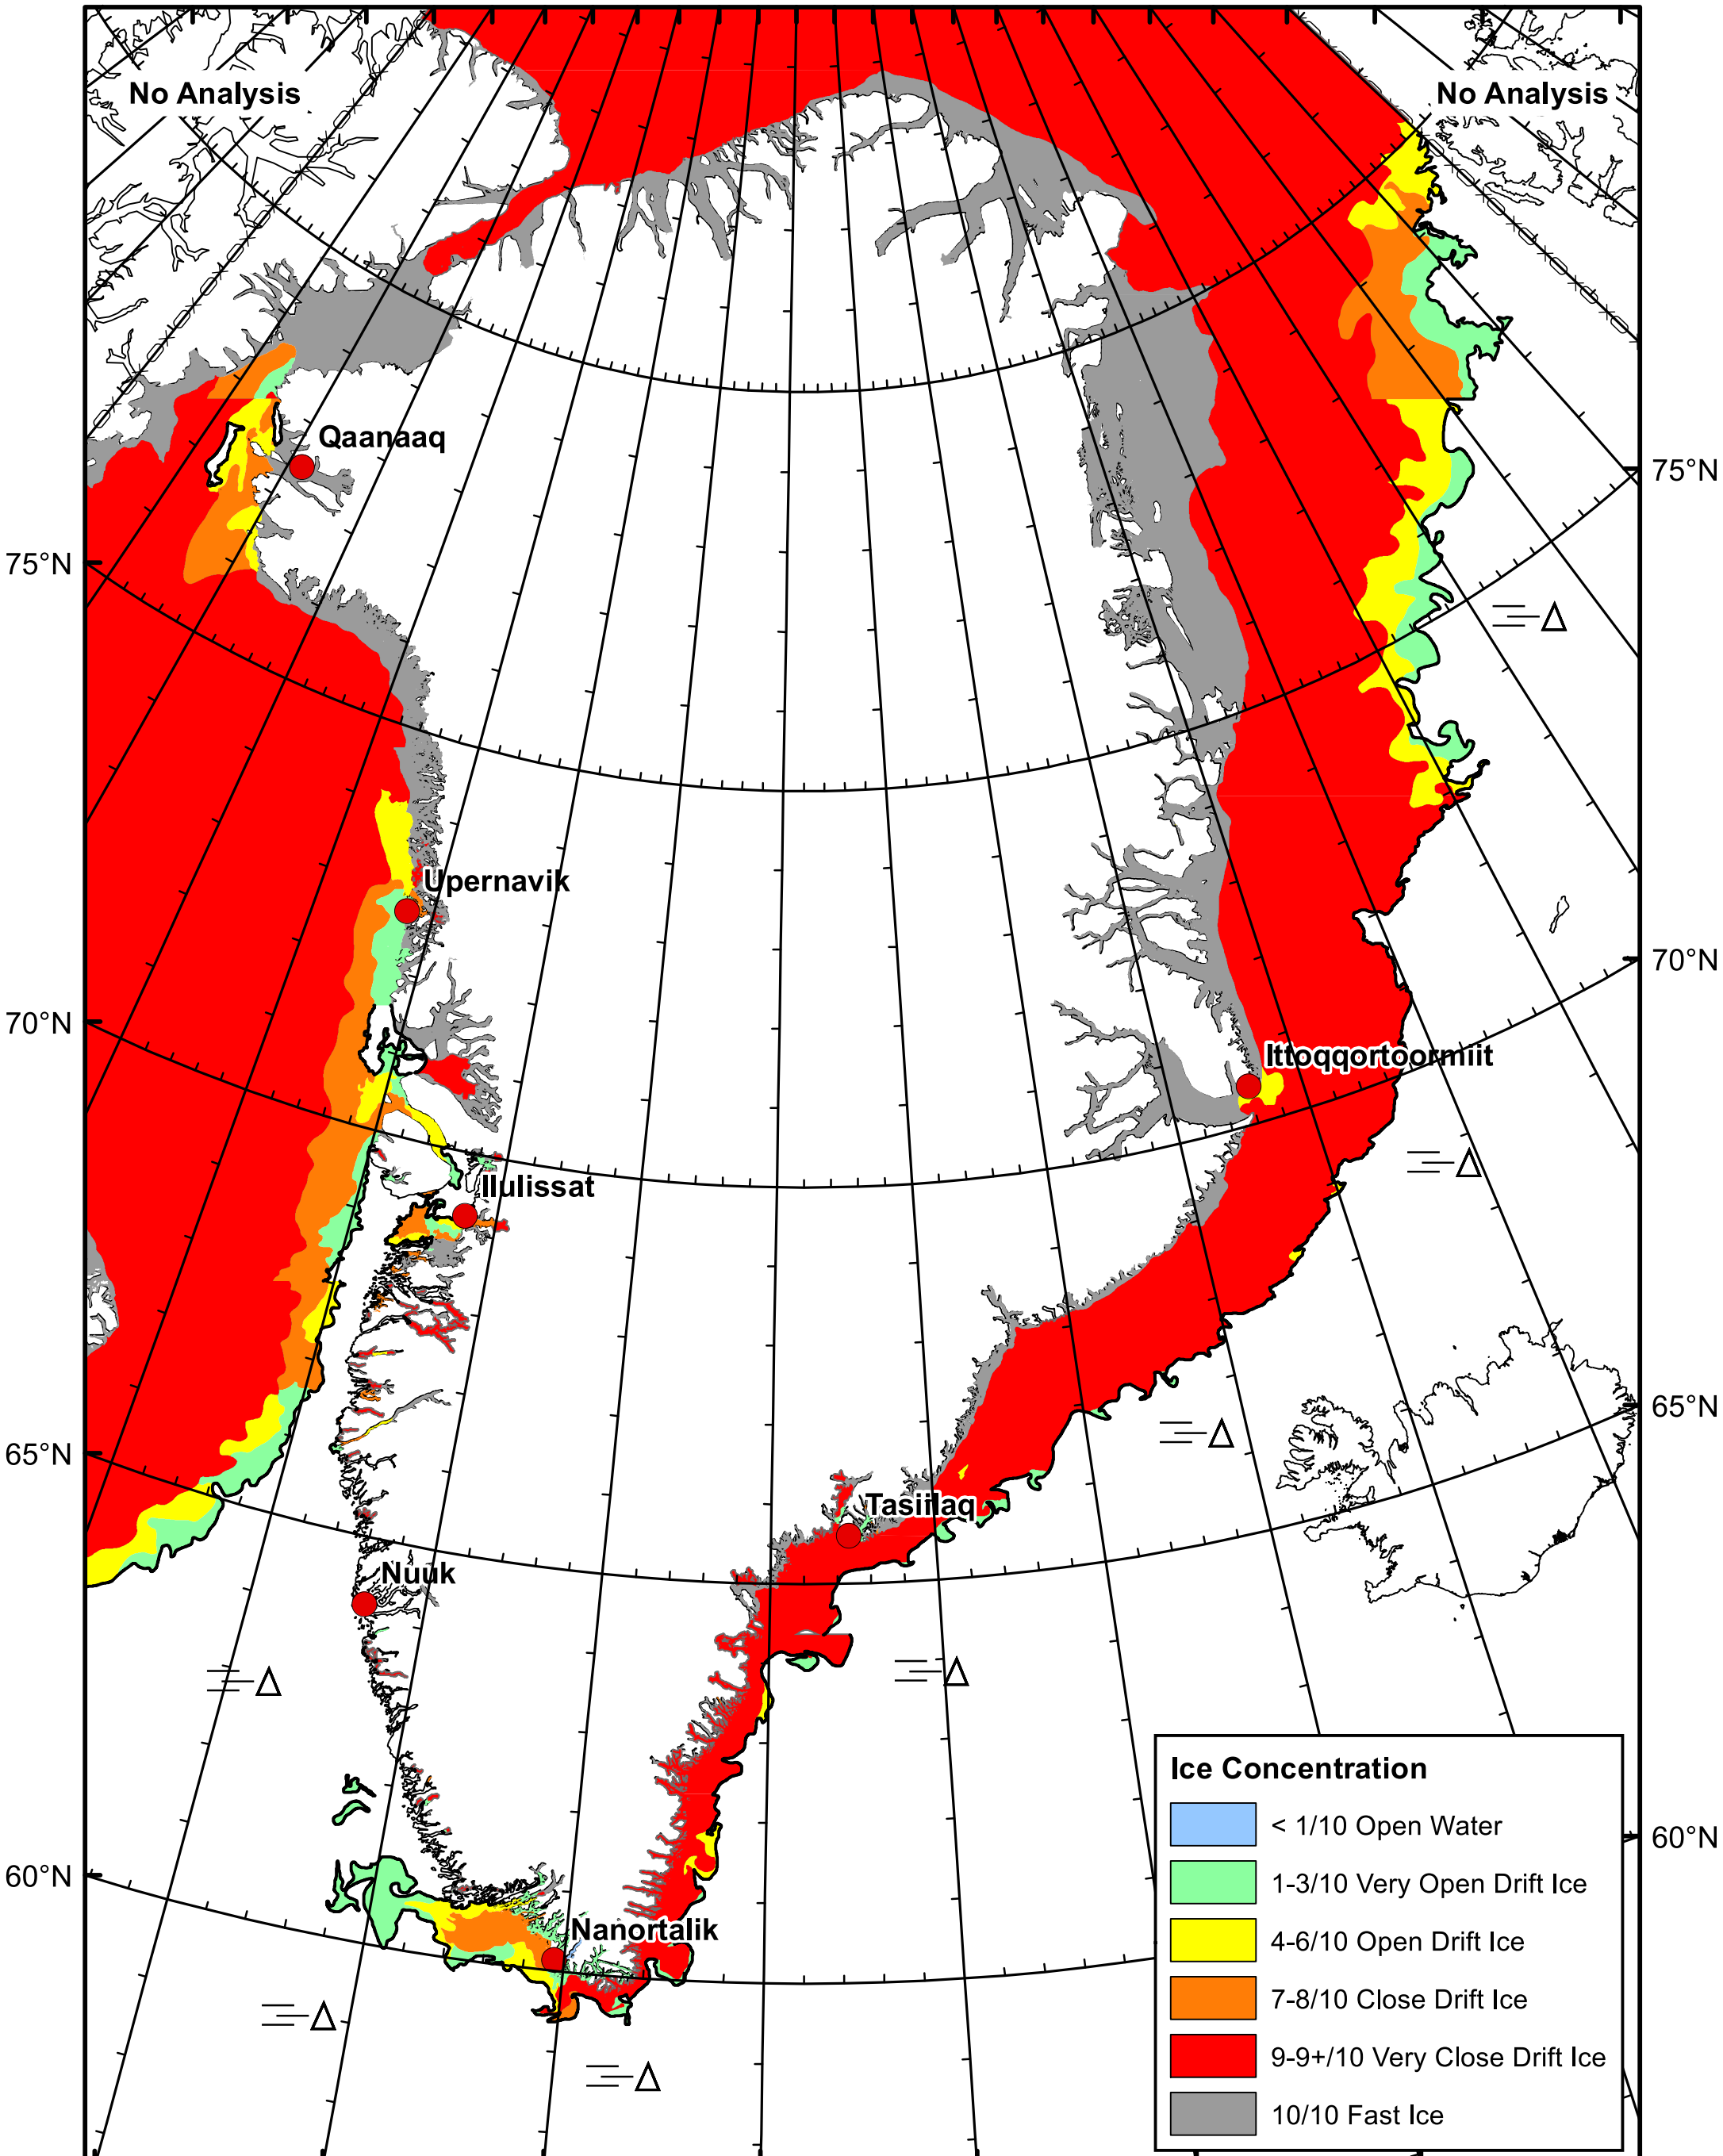 No Analysis
No Analysis
Qaanaaq
75°N
75°N
Upernavik
70°N
70°N
Ittoqqortoormiit
Ilulissat
65°N
65°N
Tasiilaq
Nuuk
60°N
60°N
Nanortalik
Ice Concentration
< 1/10 Open Water
1-3/10 Very Open Drift Ice
4-6/10 Open Drift Ice
7-8/10 Close Drift Ice
9-9+/10 Very Close Drift Ice
10/10 Fast Ice